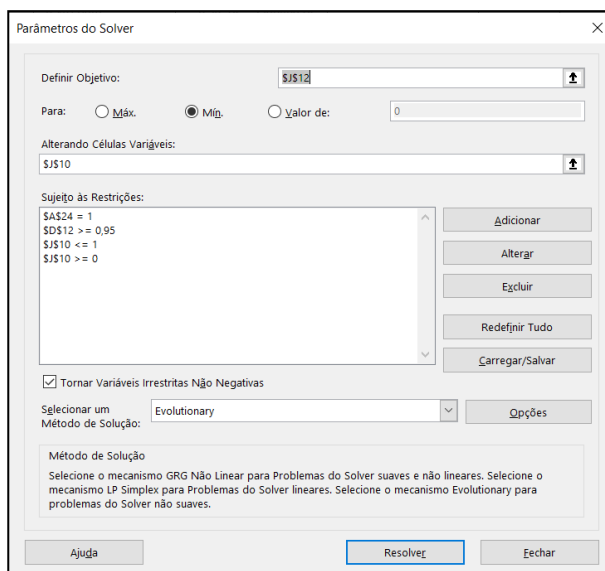 Parâmetros do Solver
Definir Objetivo: $J$12
Para: Máx. Mín. Valor de: 0
Alterando Células Variáveis:
$J$10
Sujeito às Restrições:
$A$24 = 1
$D$12 >= 0,95
$J$10 <= 1
$J$10 >= 0
Adicionar
Alterar
Excluir
Redefinir Tudo
Carregar/Salvar
Tornar Variáveis Irrestritas Não Negativas
Selecionar um
Método de Solução:
Evolutionary
Opções
Método de Solução
Selecione o mecanismo GRG Não Linear para Problemas do Solver suaves e não lineares. Selecione o
mecanismo LP Simplex para Problemas do Solver lineares. Selecione o mecanismo Evolutionary para
problemas do Solver não suaves.
Ajuda Resolver Fechar